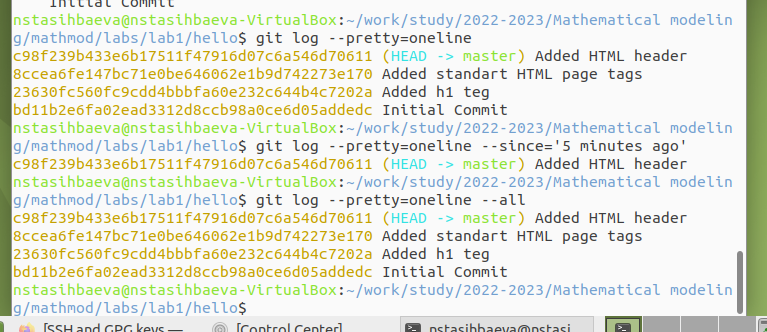 Initial Commit
nstasihbaeva@nstasihbaeva-VirtualBox:~/work/study/2022-2023/Mathematical modelin
g/mathmod/labs/lab1/hello$ git log --pretty=oneline
c98f239b433e6b17511f47916d07c6a546d70611 (HEAD -> master) Added HTML header
8ccea6fe147bc71e0be646062e1b9d742273e170 Added standart HTML page tags
23630fc560fc9cdd4bbbfa60e232c644b4c7202a Added h1 teg
bd11b2e6fa02ead3312d8ccb98a0ce6d05addedc Initial Commit
nstasihbaeva@nstasihbaeva-VirtualBox:~/work/study/2022-2023/Mathematical modelin
g/mathmod/labs/lab1/hello$ git log --pretty=oneline --since='5 minutes ago'
c98f239b433e6b17511f47916d07c6a546d70611 (HEAD -> master) Added HTML header
nstasihbaeva@nstasihbaeva-VirtualBox:~/work/study/2022-2023/Mathematical modelin
g/mathmod/labs/lab1/hello$ git log --pretty=oneline --all
c98f239b433e6b17511f47916d07c6a546d70611 (HEAD -> master) Added HTML header
8ccea6fe147bc71e0be646062e1b9d742273e170 Added standart HTML page tags
23630fc560fc9cdd4bbbfa60e232c644b4c7202a Added h1 teg
bd11b2e6fa02ead3312d8ccb98a0ce6d05addedc Initial Commit
nstasihbaeva@nstasihbaeva-VirtualBox:~/work/study/2022-2023/Mathematical modelin
g/mathmod/labs/lab1/hello$
[SSH and GPG keys — [Control Center] nstasihbaeva@nstasi...